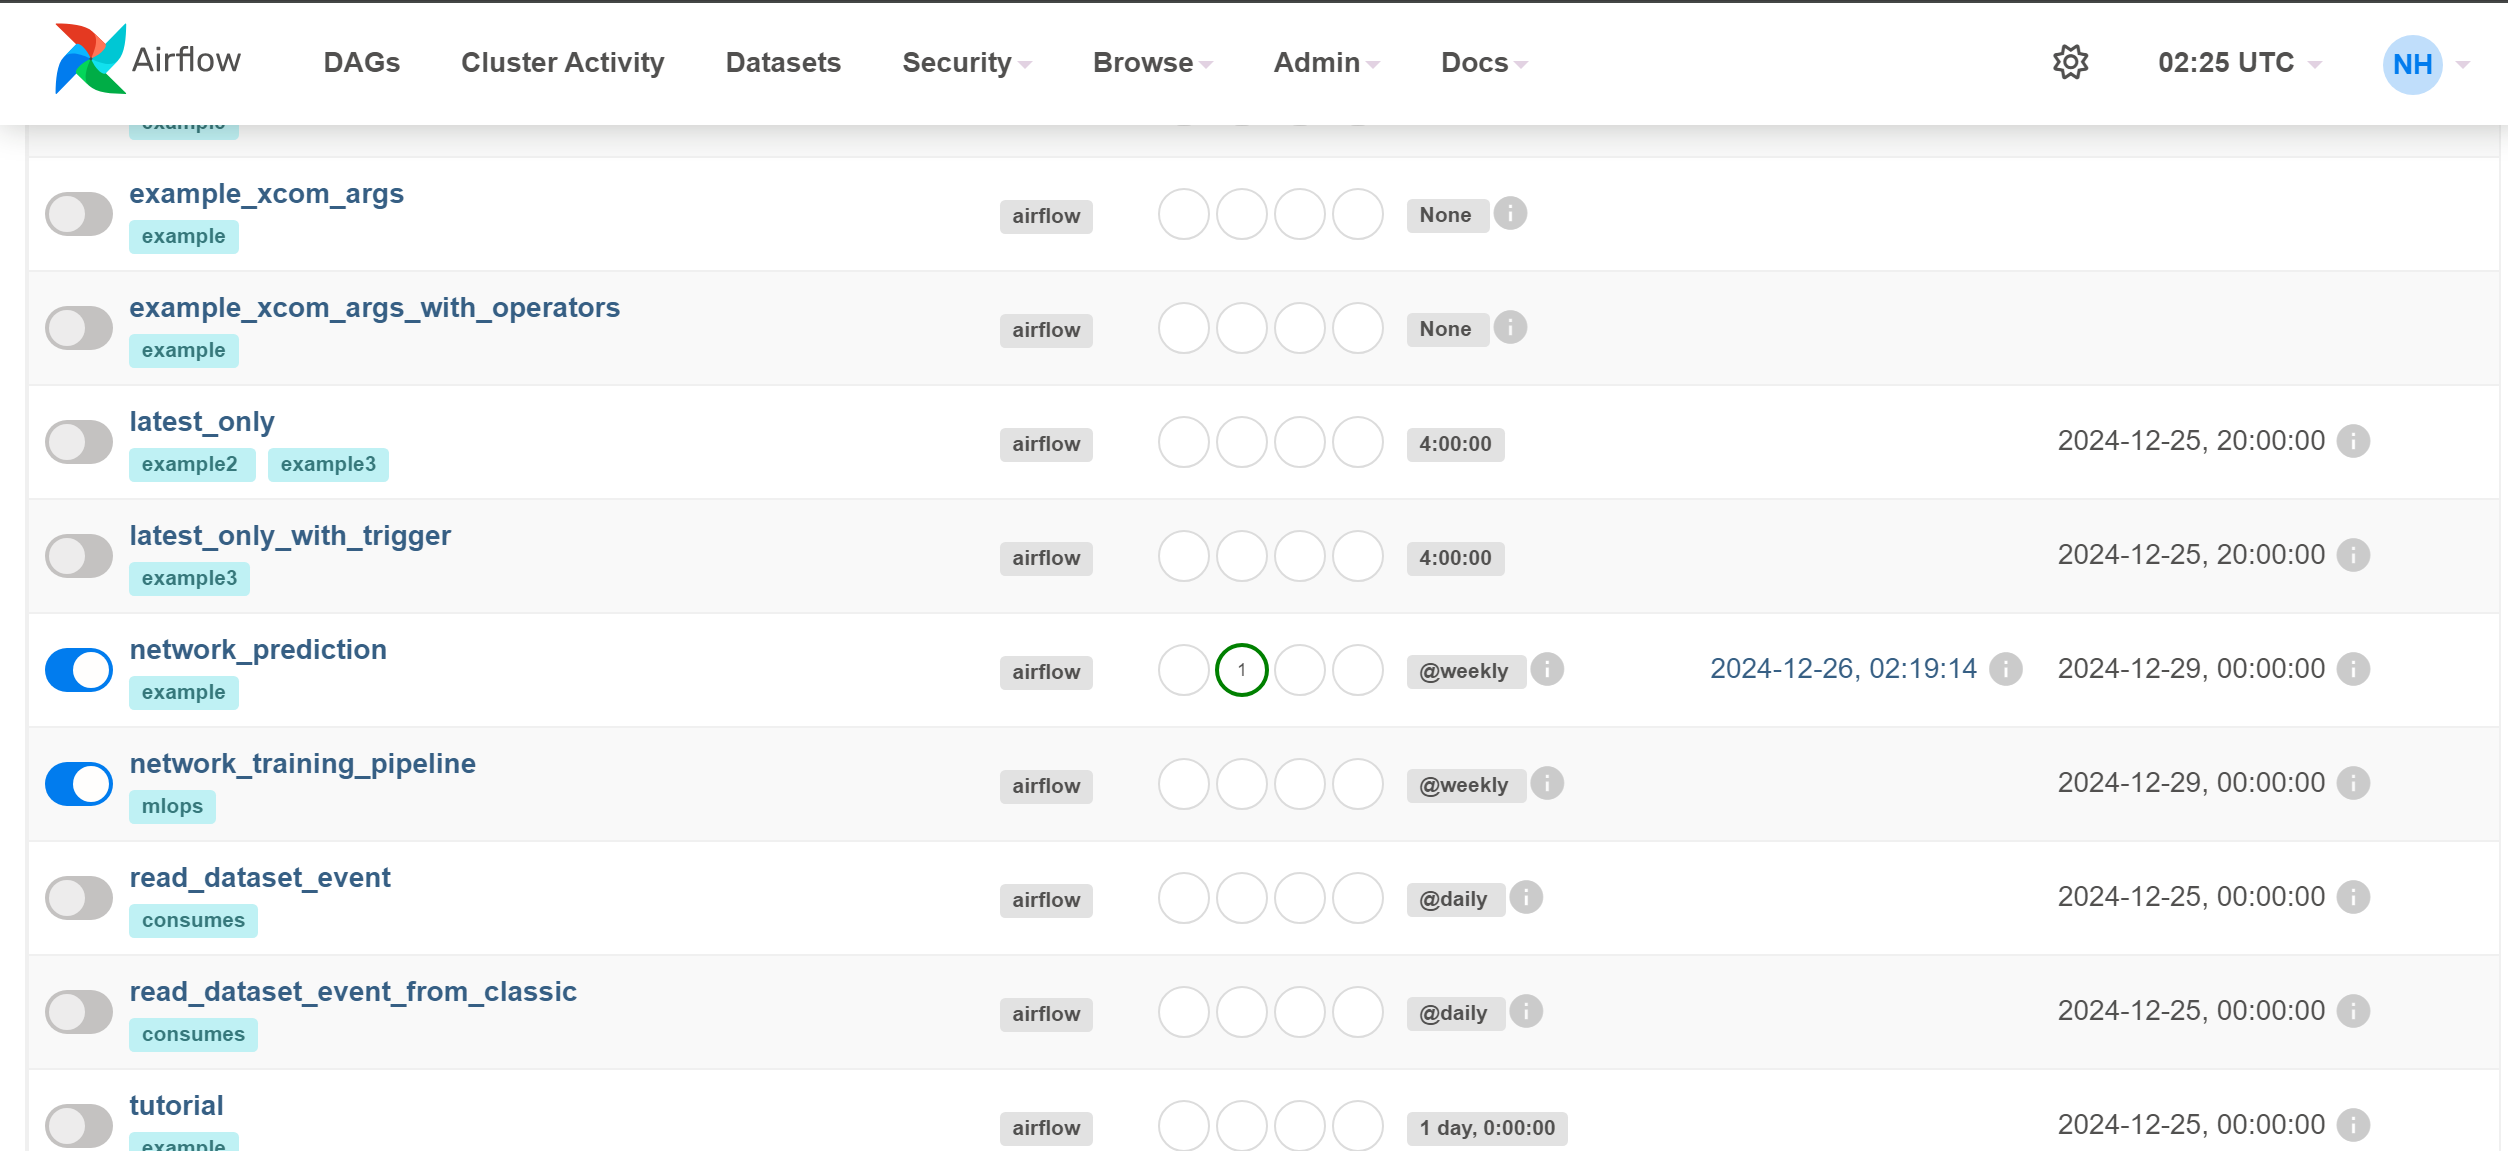 Airflow DAGs Cluster Activity Datasets Security Browse Admin Docs 02:25 UTC NH
example
example_xcom_args
example
airflow None
example_xcom_args_with_operators
example
airflow None
latest_only
example2 example3
airflow 4:00:00 2024-12-25, 20:00:00
latest_only_with_trigger
example3
airflow 4:00:00 2024-12-25, 20:00:00
network_prediction
example
airflow 1 @weekly 2024-12-26, 02:19:14 2024-12-29, 00:00:00
network_training_pipeline
mlops
airflow @weekly 2024-12-29, 00:00:00
read_dataset_event
consumes
airflow @daily 2024-12-25, 00:00:00
read_dataset_event_from_classic
consumes
airflow @daily 2024-12-25, 00:00:00
tutorial
example
airflow 1 day, 0:00:00 2024-12-25, 00:00:00